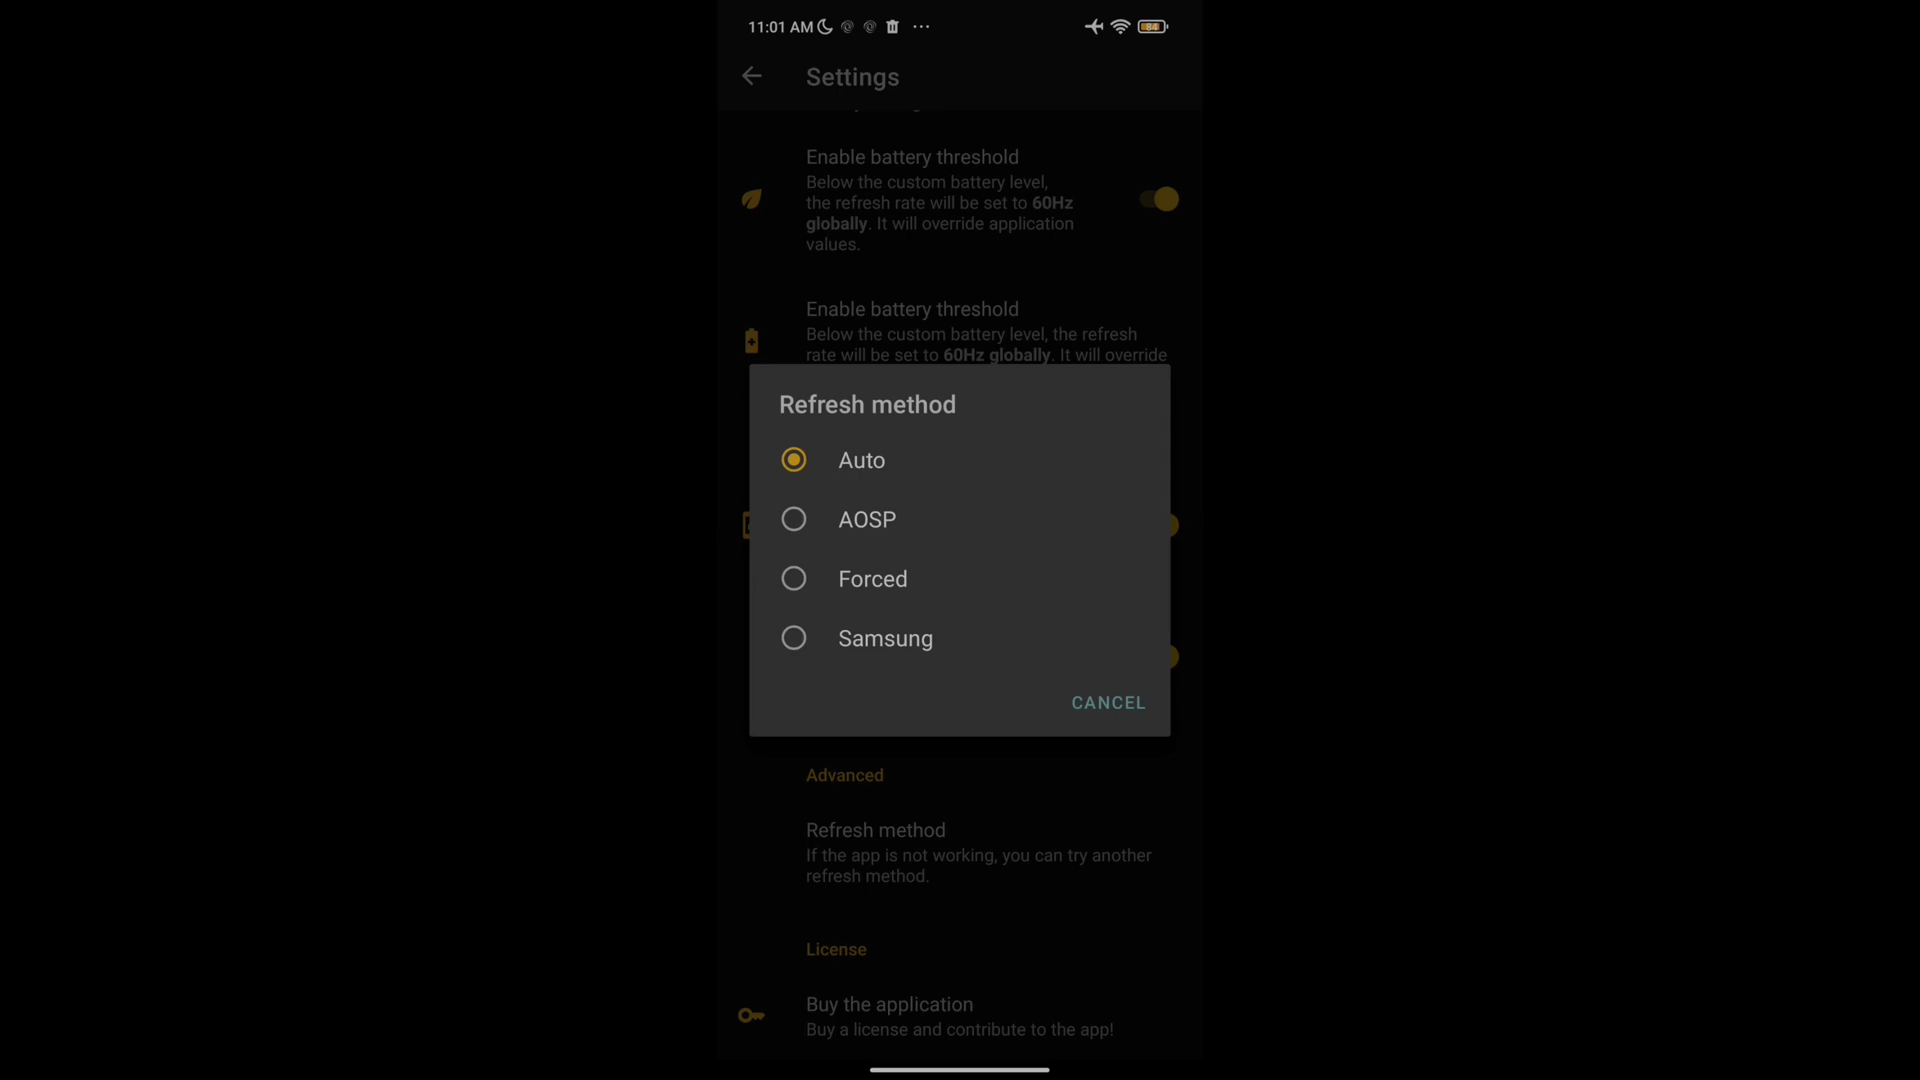 11:01 AM
84
Settings
Enable battery threshold
Below the custom battery level,
the refresh rate will be set to 60Hz
globally. It will override application
values.
Enable battery threshold
Below the custom battery level, the refresh
rate will be set to 60Hz globally. It will override
Refresh method
Auto
AOSP
Forced
Samsung
CANCEL
Advanced
Refresh method
If the app is not working, you can try another
refresh method.
License
Buy the application
Buy a license and contribute to the app!